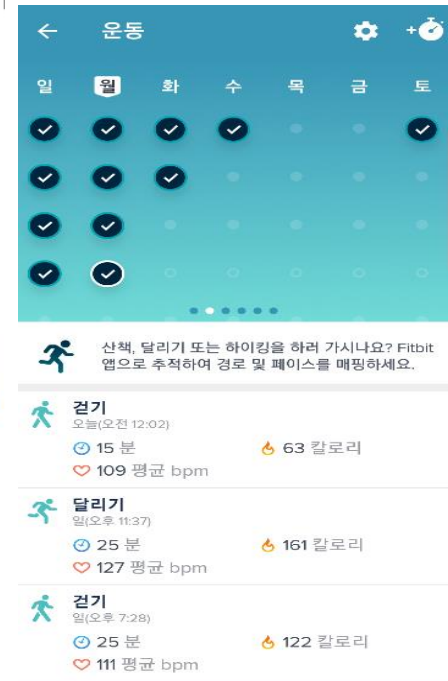 운동
일 월 화 수 목 금 토
산책, 달리기 또는 하이킹을 하러 가시나요? Fitbit
앱으로 추적하여 경로 및 페이스를 매핑하세요.
걷기
오늘(오전 12:02)
15 분 63 칼로리
109 평균 bpm
달리기
일(오후 11:37)
25 분 161 칼로리
127 평균 bpm
걷기
일(오후 7:28)
25 분 122 칼로리
111 평균 bpm